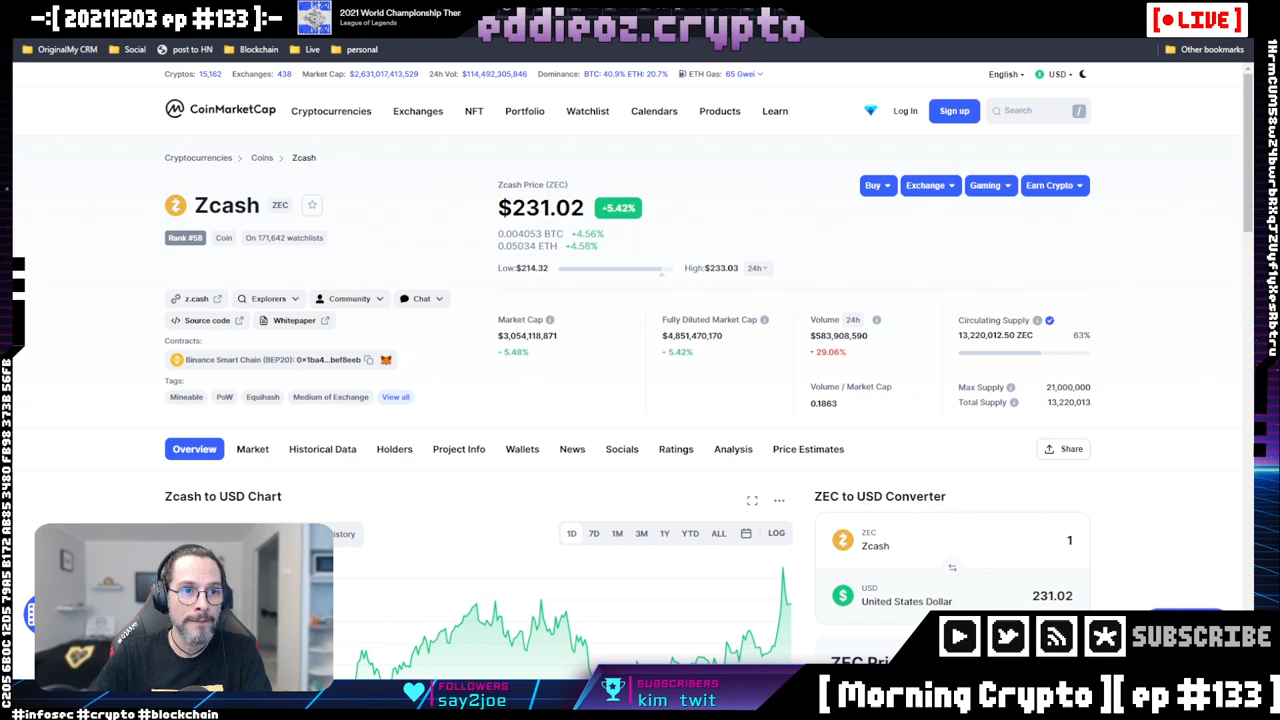 -:[ 20211203 ep #133 ]:-
2021 World Championship Ther
League of Legends
eddieoz.crypto
[•LIVE]
OriginalMy CRM
Social
post to HN
Blockchain
Live
personal
Other bookmarks
Cryptos: 15,162 Exchanges: 438 Market Cap: $2,631,017,413,529 24h Vol: $114,492,305,846 Dominance: BTC: 40.9% ETH: 20.7% ETH Gas: 65 Gwei
English
USD
CoinMarketCap
Cryptocurrencies
Exchanges
NFT
Portfolio
Watchlist
Calendars
Products
Learn
Log In
Sign up
Search
/
Cryptocurrencies > Coins > Zcash
Zcash ZEC
Rank #58
Coin
On 171,642 watchlists
Zcash Price (ZEC)
$231.02
5.42%
0.004053 BTC 4.56%
0.05034 ETH 4.58%
Low:$214.32
High:$233.03
24h
Buy
Exchange
Gaming
Earn Crypto
z.cash
Explorers
Community
Chat
Source code
Whitepaper
Contracts:
Binance Smart Chain (BEP20): 0x1ba4...bef8eeb
Tags:
Mineable
PoW
Equihash
Medium of Exchange
View all
Market Cap
$3,054,118,871
5.48%
Fully Diluted Market Cap
$4,851,470,170
5.42%
Volume 24h
$583,908,590
29.06%
Volume / Market Cap
0.1863
Circulating Supply
13,220,012.50 ZEC
63%
Max Supply
21,000,000
Total Supply
13,220,013
Overview
Market
Historical Data
Holders
Project Info
Wallets
News
Socials
Ratings
Analysis
Price Estimates
Share
Zcash to USD Chart
istory
1D
7D
1M
3M
1Y
YTD
ALL
LOG
ZEC to USD Converter
ZEC
Zcash
1
USD
United States Dollar
231.02
SUBSCRIBE
FOLLOWERS
say2joe
SUBSCRIBERS
kim twit
[ Morning Crypto ][ ep #133 ]
#infosec #crypto #blockchain